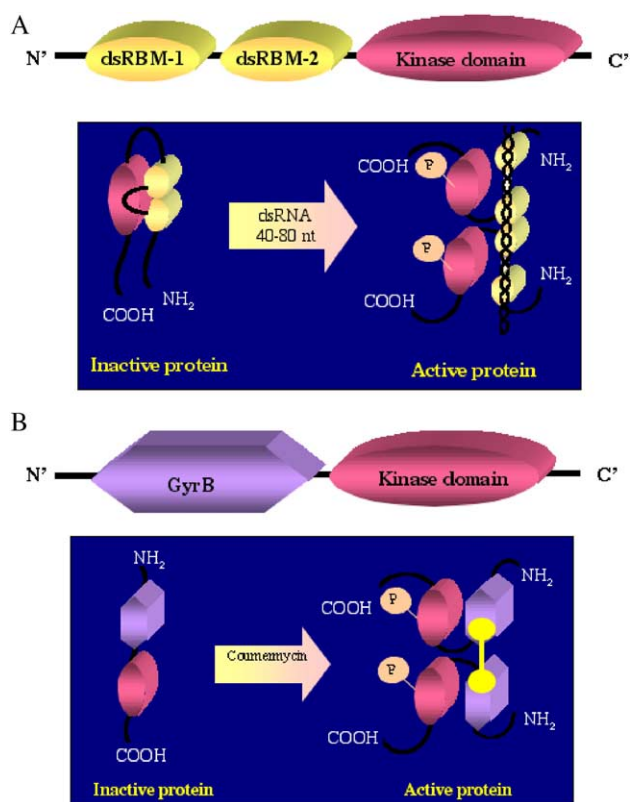 A
N' dsRBM-1 dsRBM-2 Kinase domain C'
COOH P NH2
dsRNA
40-80 nt
P
COOH NH2 COOH NH2
Inactive protein Active protein
B
N' GyrB Kinase domain C'
NH2 NH2
COOH P
Coumermycin P
COOH COOH NH2
Inactive protein Active protein